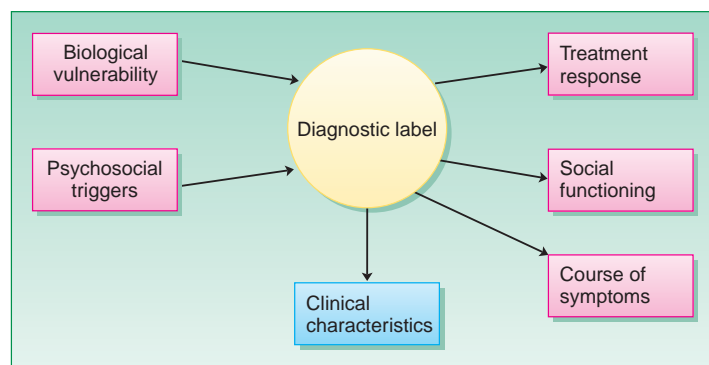 Biological
vulnerability
Psychosocial
triggers
Diagnostic label
Clinical
characteristics
Treatment
response
Social
functioning
Course of
symptoms